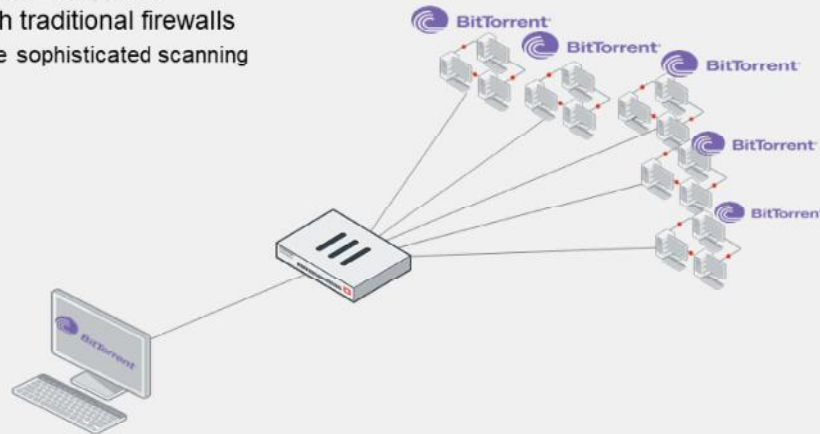 h traditional firewalls
e sophisticated scanning
BitTorrent
BitTorrent
BitTorrent
BitTorrent
BitTorrent
BitTorrent